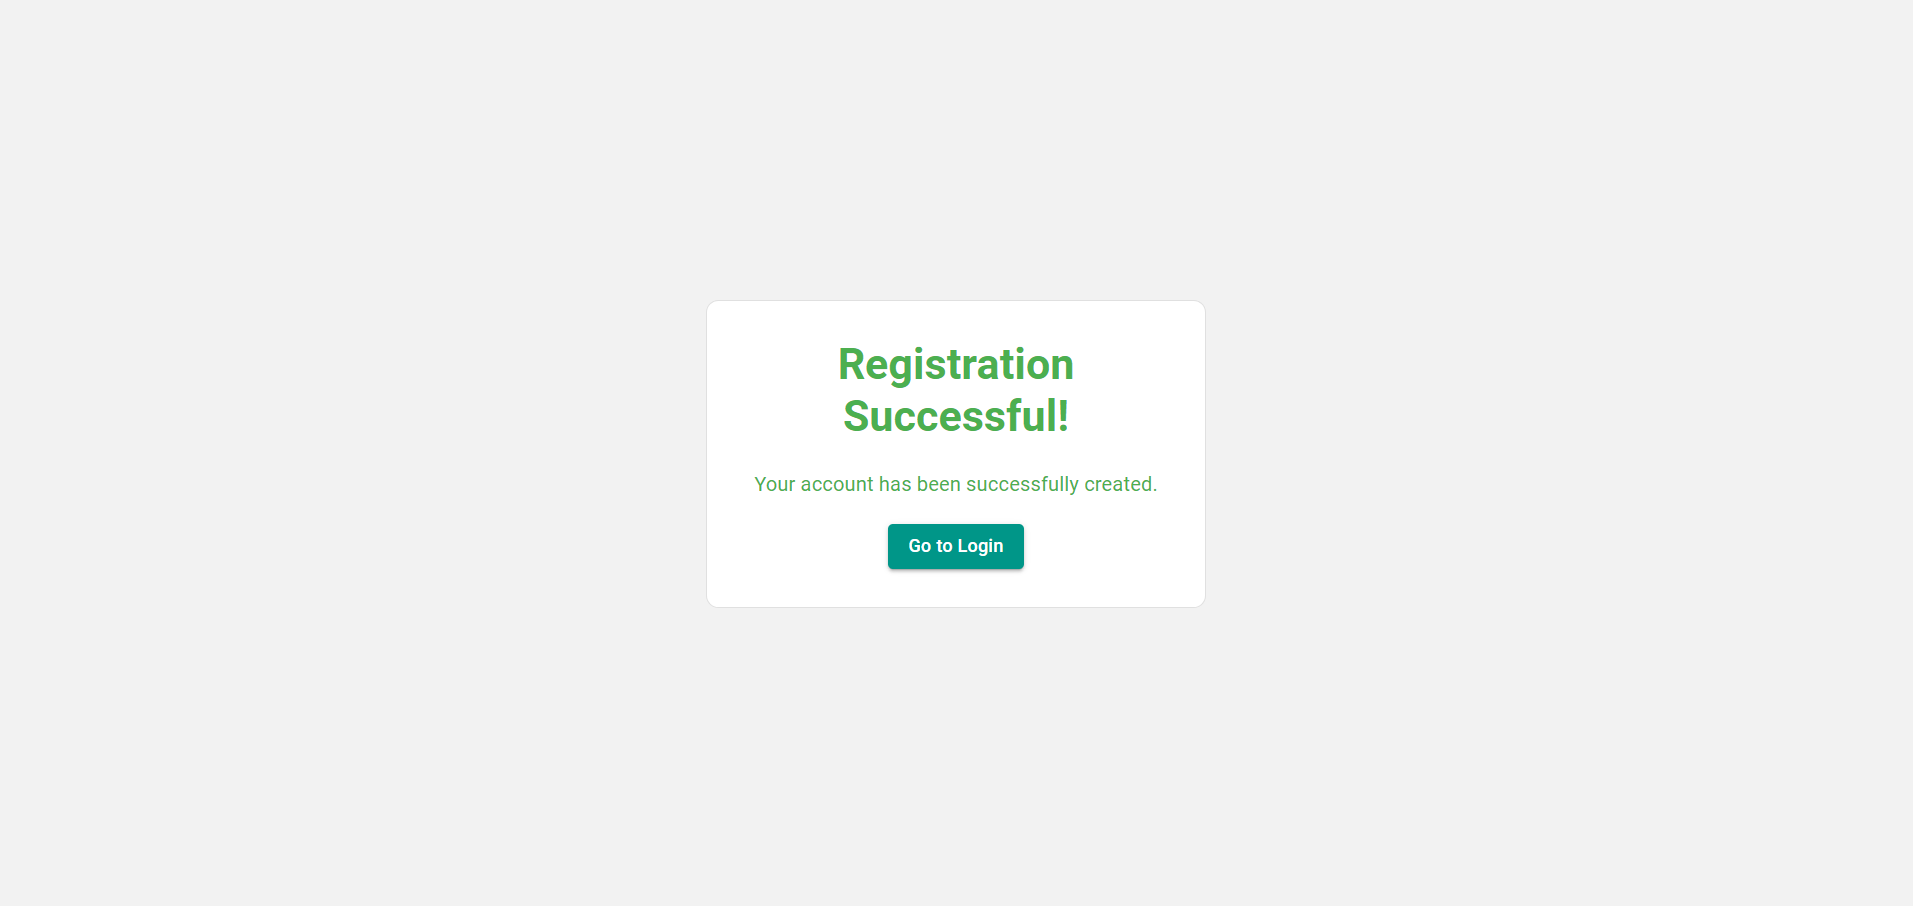 Registration
Successful!
Your account has been successfully created.
Go to Login